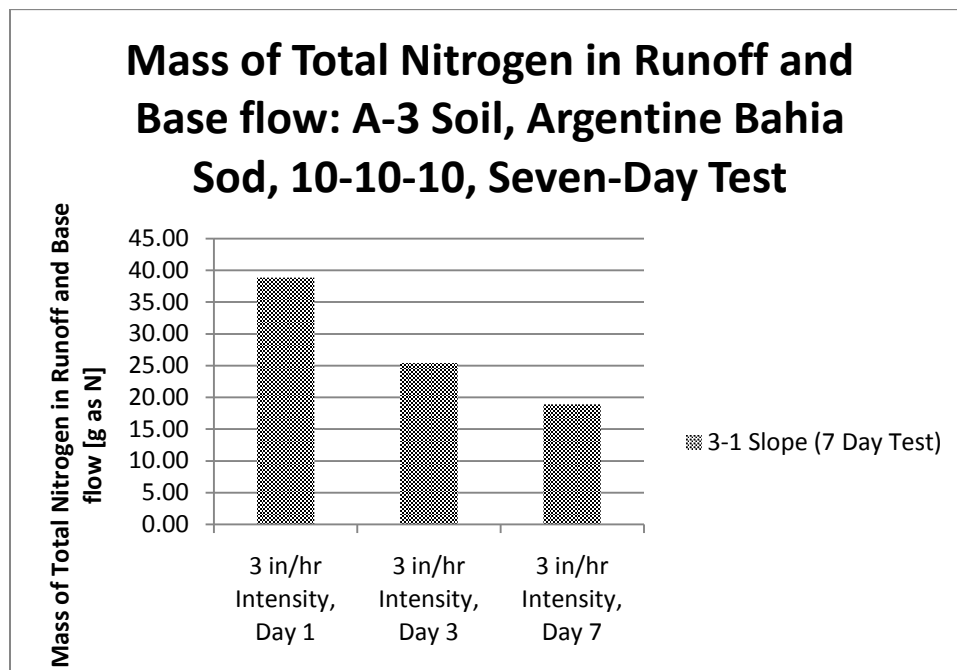 Mass of Total Nitrogen in Runoff and
Base flow: A-3 Soil, Argentine Bahia
Sod, 10-10-10, Seven-Day Test
Mass of Total Nitrogen in Runoff and Base
flow [g as N]
45.00
40.00
35.00
30.00
25.00
20.00
15.00
10.00
5.00
0.00
3 in/hr
Intensity,
Day 1
3 in/hr
Intensity,
Day 3
3 in/hr
Intensity,
Day 7
3-1 Slope (7 Day Test)